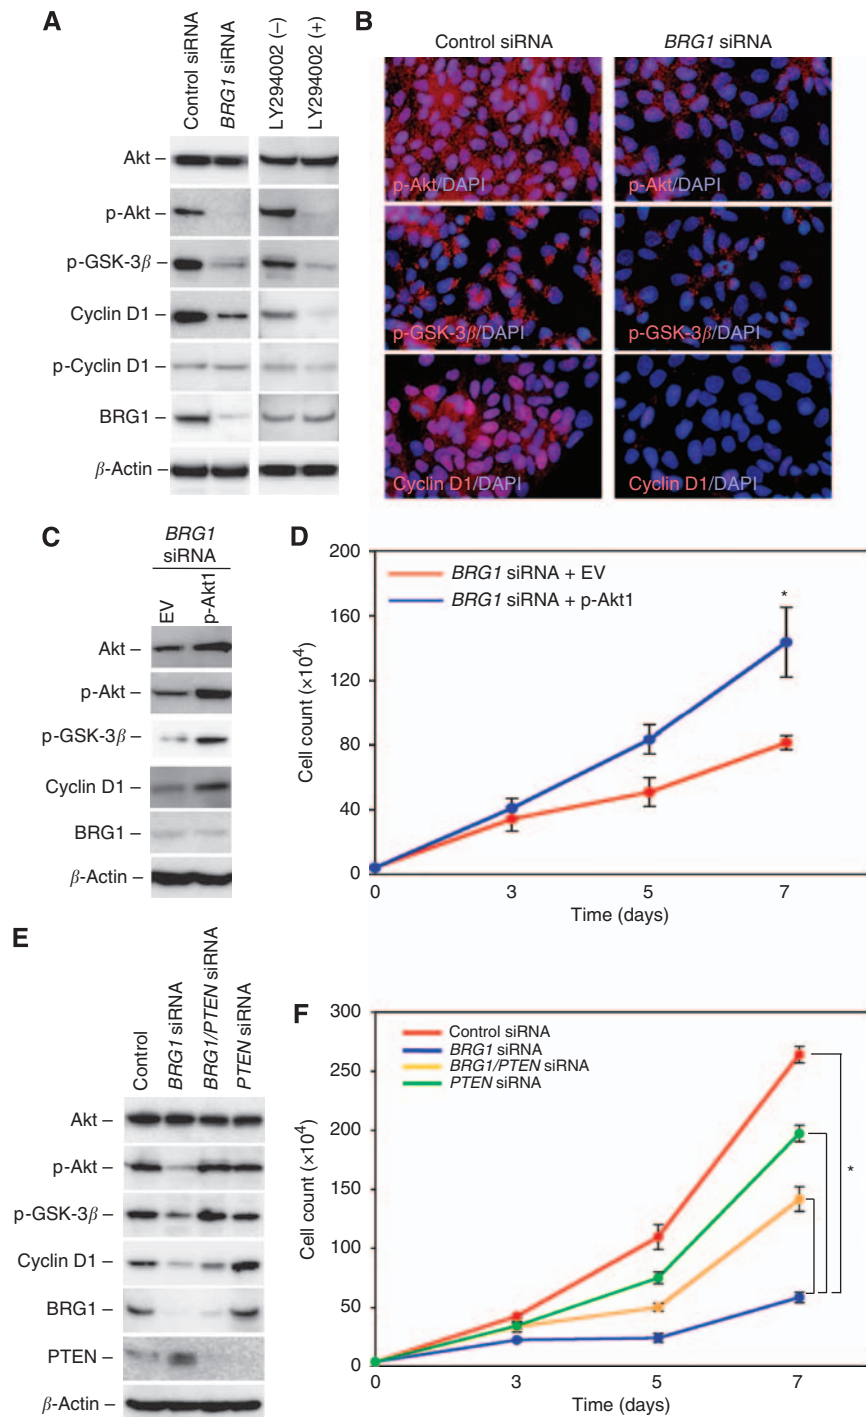 A
Control siRNA
BRG1 siRNA
LY294002 (–)
LY294002 (+)
Akt –
p-Akt –
p-GSK-3β –
Cyclin D1 –
p-Cyclin D1 –
BRG1 –
β-Actin –
B
Control siRNA
BRG1 siRNA
p-Akt/DAPI
p-Akt/DAPI
p-GSK-3β/DAPI
p-GSK-3β/DAPI
Cyclin D1/DAPI
Cyclin D1/DAPI
C
BRG1
siRNA
EV
p-Akt1
Akt –
p-Akt –
p-GSK-3β –
Cyclin D1 –
BRG1 –
β-Actin –
D
200
160
120
80
40
0
Cell count (×10⁴)
BRG1 siRNA + EV
BRG1 siRNA + p-Akt1
*
0
3
5
7
Time (days)
E
Control
BRG1 siRNA
BRG1/PTEN siRNA
PTEN siRNA
Akt –
p-Akt –
p-GSK-3β –
Cyclin D1 –
BRG1 –
PTEN –
β-Actin –
F
300
250
200
150
100
50
0
Cell count (×10⁴)
Control siRNA
BRG1 siRNA
BRG1/PTEN siRNA
PTEN siRNA
*
0
3
5
7
Time (days)